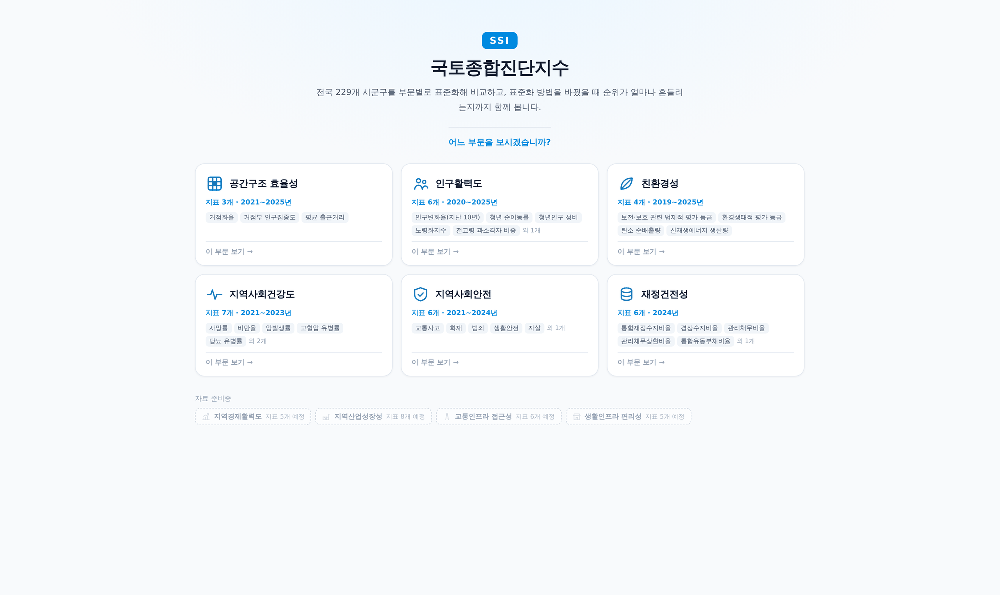 SSI
국토종합진단지수
전국 229개 시군구를 부문별로 표준화해 비교하고, 표준화 방법을 바꿨을 때 순위가 얼마나 흔들리
는지까지 함께 봅니다.
어느 부문을 보시겠습니까?
공간구조 효율성
지표 3개 · 2021~2025년
거점화율 거점부 인구집중도 평균 출근거리
이 부문 보기 →
인구활력도
지표 6개 · 2020~2025년
인구변화율(지난 10년) 청년 순이동률 청년인구 성비
노령화지수 전고령 과소격자 비중 외 1개
이 부문 보기 →
친환경성
지표 4개 · 2019~2025년
보전·보호 관련 법제적 평가 등급 환경생태적 평가 등급
탄소 순배출량 신재생에너지 생산량
이 부문 보기 →
지역사회건강도
지표 7개 · 2021~2023년
사망률 비만율 암발생률 고혈압 유병률
당뇨 유병률 외 2개
이 부문 보기 →
지역사회안전
지표 6개 · 2021~2024년
교통사고 화재 범죄 생활안전 자살 외 1개
이 부문 보기 →
재정건전성
지표 6개 · 2024년
통합재정수지비율 경상수지비율 관리채무비율
관리채무상환비율 통합유동부채비율 외 1개
이 부문 보기 →
자료 준비중
지역경제활력도 지표 5개 예정
지역산업성장성 지표 8개 예정
교통인프라 접근성 지표 6개 예정
생활인프라 편리성 지표 5개 예정